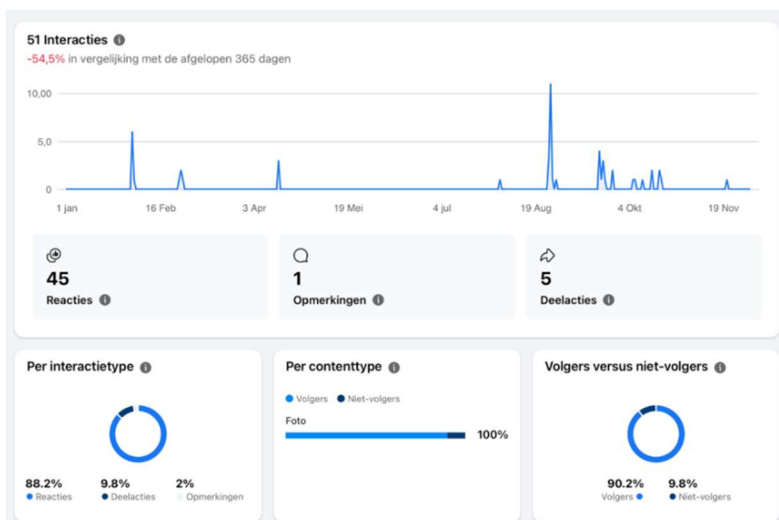 51 Interacties
-54,5% in vergelijking met de afgelopen 365 dagen
10,00
5,0
0
1 jan 16 Feb 3 Apr 19 Mei 4 jul 19 Aug 4 Okt 19 Nov
45 1 5
Reacties Opmerkingen Deelacties
Per interactietype Per contenttype Volgers versus niet-volgers
Volgers Niet-volgers
Foto
100%
88.2% 9.8% 2% 90.2% 9.8%
Reacties Deelacties Opmerkingen Volgers Niet-volgers